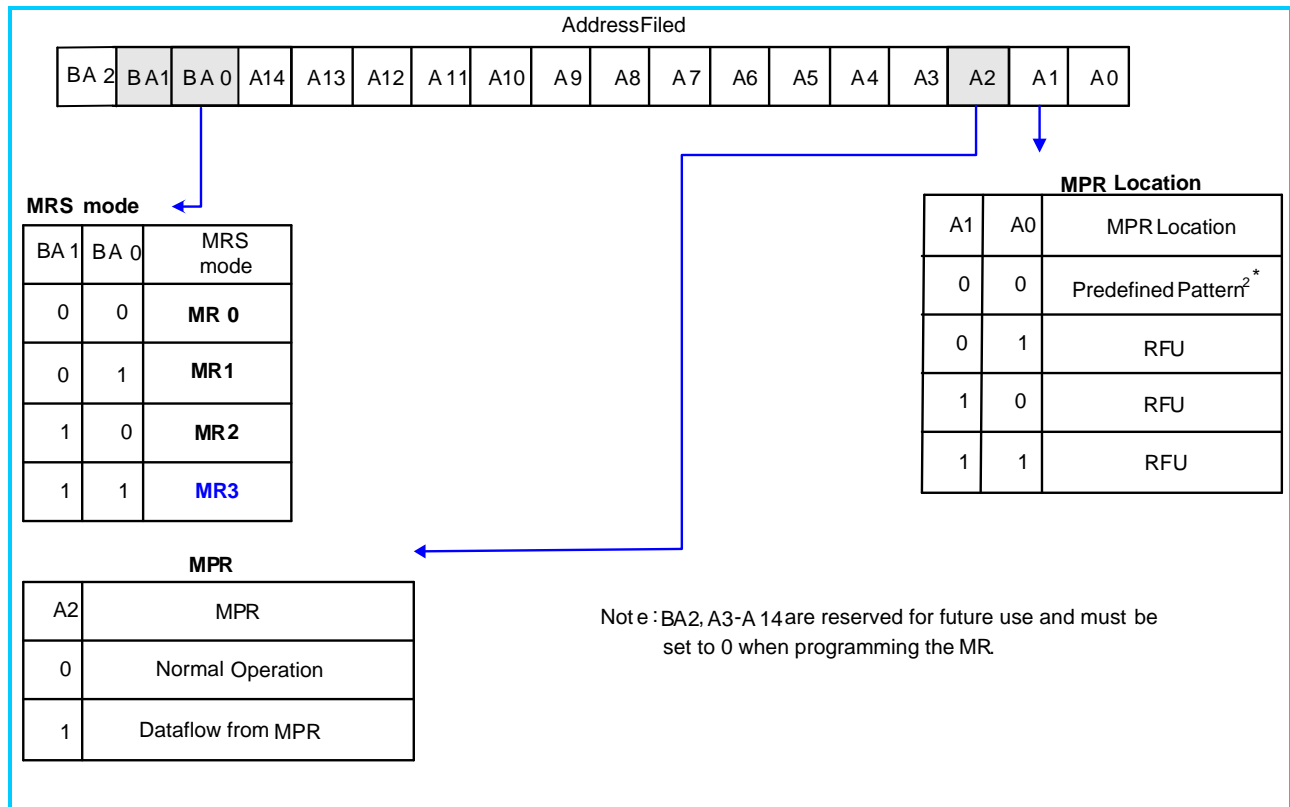 AddressFiled
BA 2 BA1 BA 0 A14 A13 A12 A 11 A10 A 9 A8 A 7 A6 A5 A 4 A3 A2 A 1 A 0
MRS mode
BA 1 BA 0 MRS mode
0 0 MR 0
0 1 MR1
1 0 MR2
1 1 MR3
MPR Location
A1 A0 MPR Location
0 0 Predefined Pattern2*
0 1 RFU
1 0 RFU
1 1 RFU
MPR
A2 MPR
0 Normal Operation
1 Dataflow from MPR
Not e : BA2, A3-A 14 are reserved for future use and must be
set to 0 when programming the MR.